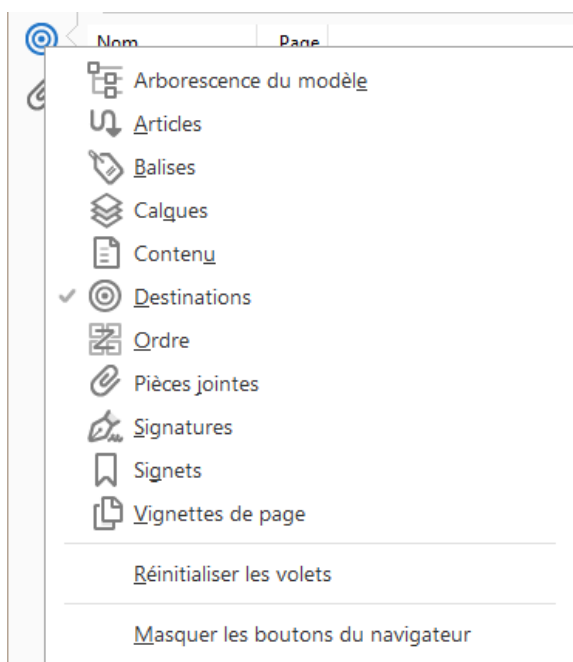 Nom Page
Arborescence du modèle
Articles
Balises
Calques
Contenu
Destinations
Ordre
Pièces jointes
Signatures
Signets
Vignettes de page
Réinitialiser les volets
Masquer les boutons du navigateur